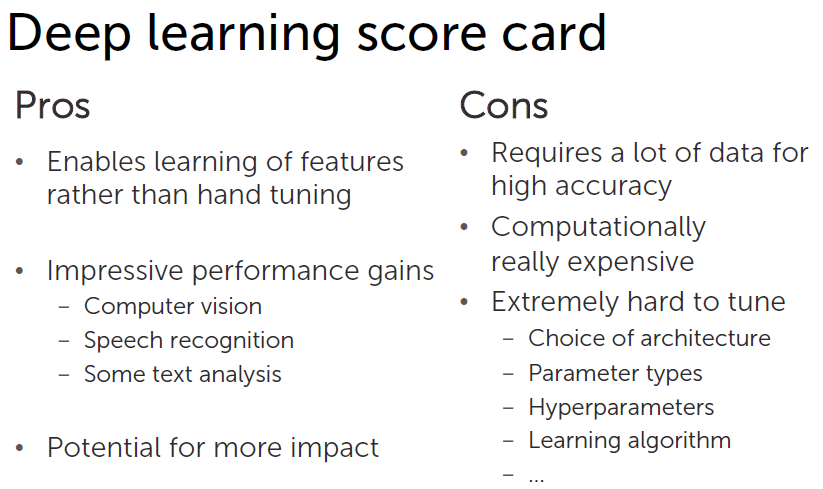 Deep learning score card
Pros
• Enables learning of features
rather than hand tuning
• Impressive performance gains
– Computer vision
– Speech recognition
– Some text analysis
• Potential for more impact
Cons
• Requires a lot of data for
high accuracy
• Computationally
really expensive
• Extremely hard to tune
– Choice of architecture
– Parameter types
– Hyperparameters
– Learning algorithm
– ...